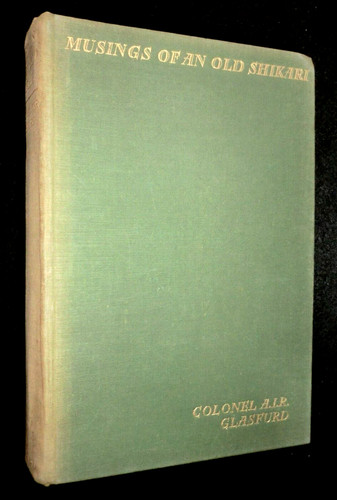 MUSINGS OF AN OLD SHIKARI
COLONEL A.I.R.
GLASFURD